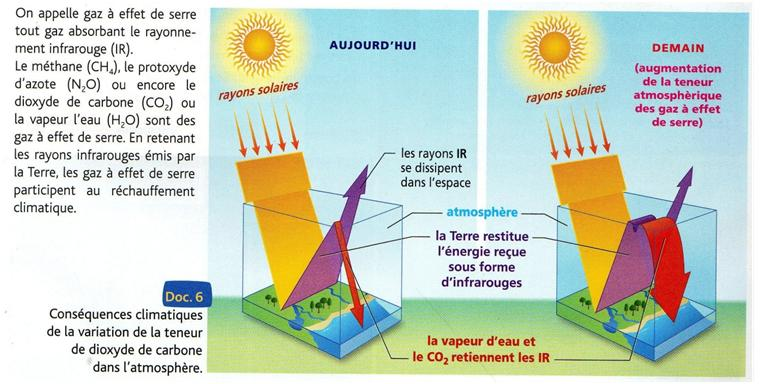 On appelle gaz à effet de serre
tout gaz absorbant le rayonne-
ment infrarouge (IR).
Le méthane (CH₄), le protoxyde
d'azote (N₂O) ou encore le
dioxyde de carbone (CO₂) ou
la vapeur l'eau (H₂O) sont des
gaz à effet de serre. En retenant
les rayons infrarouges émis par
la Terre, les gaz à effet de serre
participent au réchauffement
climatique.
Doc. 6
Conséquences climatiques
de la variation de la teneur
de dioxyde de carbone
dans l'atmosphère.
AUJOURD'HUI
rayons solaires
les rayons IR
se dissipent
dans l'espace
atmosphère
la Terre restitue
l'énergie reçue
sous forme
d'infrarouges
la vapeur d'eau et
le CO₂ retiennent les IR
DEMAIN
(augmentation
de la teneur
atmosphèrique
des gaz à effet
de serre)
rayons solaires